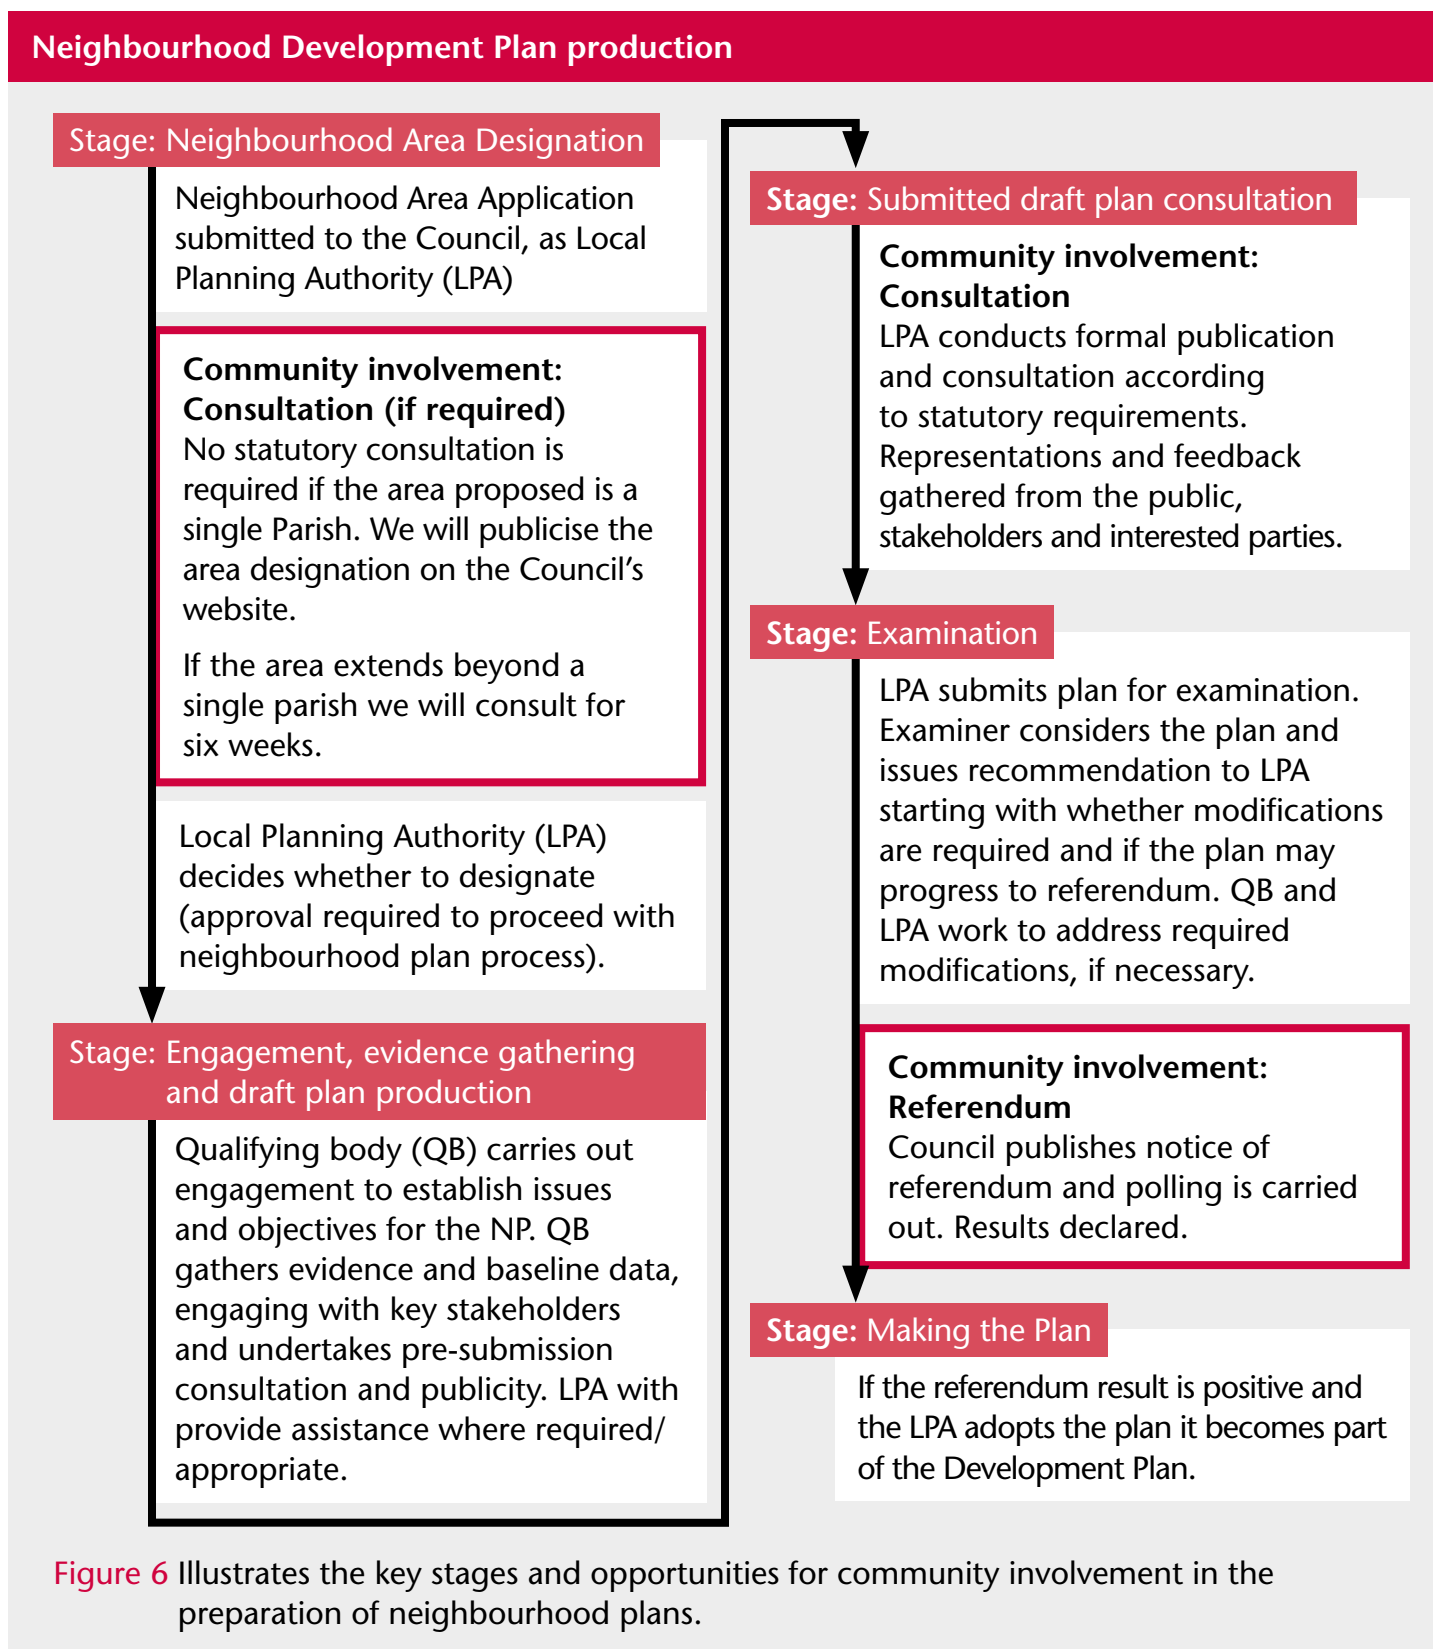 Neighbourhood Development Plan production
Stage: Neighbourhood Area Designation
Neighbourhood Area Application
submitted to the Council, as Local
Planning Authority (LPA)
Community involvement:
Consultation (if required)
No statutory consultation is
required if the area proposed is a
single Parish. We will publicise the
area designation on the Council’s
website.
If the area extends beyond a
single parish we will consult for
six weeks.
Local Planning Authority (LPA)
decides whether to designate
(approval required to proceed with
neighbourhood plan process).
Stage: Engagement, evidence gathering
and draft plan production
Qualifying body (QB) carries out
engagement to establish issues
and objectives for the NP. QB
gathers evidence and baseline data,
engaging with key stakeholders
and undertakes pre-submission
consultation and publicity. LPA with
provide assistance where required/
appropriate.
Stage: Submitted draft plan consultation
Community involvement:
Consultation
LPA conducts formal publication
and consultation according
to statutory requirements.
Representations and feedback
gathered from the public,
stakeholders and interested parties.
Stage: Examination
LPA submits plan for examination.
Examiner considers the plan and
issues recommendation to LPA
starting with whether modifications
are required and if the plan may
progress to referendum. QB and
LPA work to address required
modifications, if necessary.
Community involvement:
Referendum
Council publishes notice of
referendum and polling is carried
out. Results declared.
Stage: Making the Plan
If the referendum result is positive and
the LPA adopts the plan it becomes part
of the Development Plan.
Figure 6 Illustrates the key stages and opportunities for community involvement in the
preparation of neighbourhood plans.